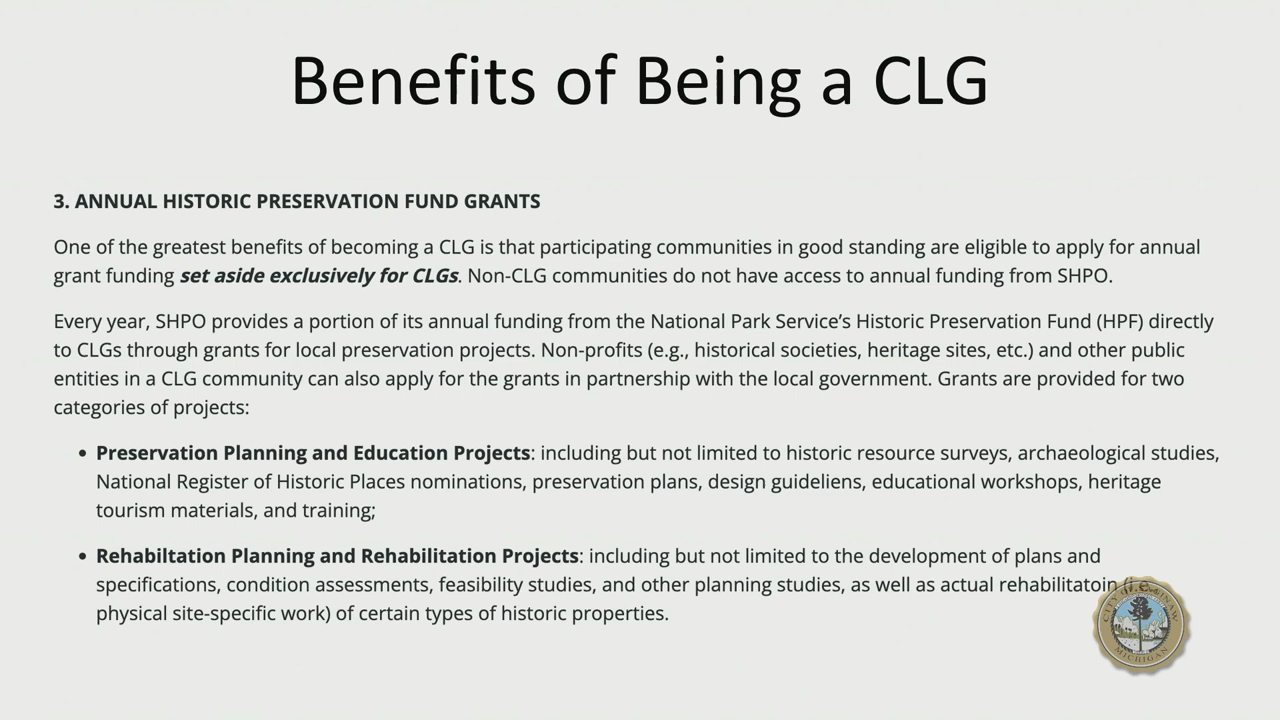 Benefits of Being a CLG
3. ANNUAL HISTORIC PRESERVATION FUND GRANTS
One of the greatest benefits of becoming a CLG is that participating communities in good standing are eligible to apply for annual
grant funding set aside exclusively for CLGs. Non-CLG communities do not have access to annual funding from SHPO.
Every year, SHPO provides a portion of its annual funding from the National Park Service’s Historic Preservation Fund (HPF) directly
to CLGs through grants for local preservation projects. Non-profits (e.g., historical societies, heritage sites, etc.) and other public
entities in a CLG community can also apply for the grants in partnership with the local government. Grants are provided for two
categories of projects:
• Preservation Planning and Education Projects: including but not limited to historic resource surveys, archaeological studies,
National Register of Historic Places nominations, preservation plans, design guideliens, educational workshops, heritage
tourism materials, and training;
• Rehabiltation Planning and Rehabilitation Projects: including but not limited to the development of plans and
specifications, condition assessments, feasibility studies, and other planning studies, as well as actual rehabilitatoin (i.e.
physical site-specific work) of certain types of historic properties.
CITY OF
MICHIGAN